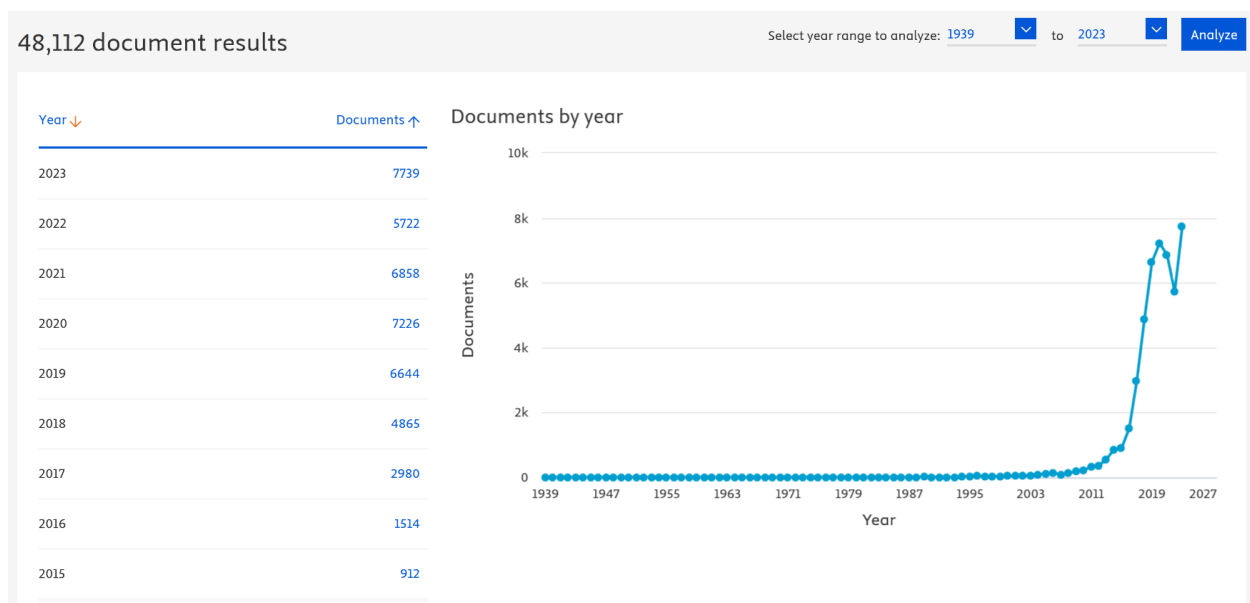 48,112 document results
Select year range to analyze: 1939 to 2023 Analyze
Year Documents
2023 7739
2022 5722
2021 6858
2020 7226
2019 6644
2018 4865
2017 2980
2016 1514
2015 912
Documents by year
10k
8k
6k
4k
2k
0
Documents
1939 1947 1955 1963 1971 1979 1987 1995 2003 2011 2019 2027
Year